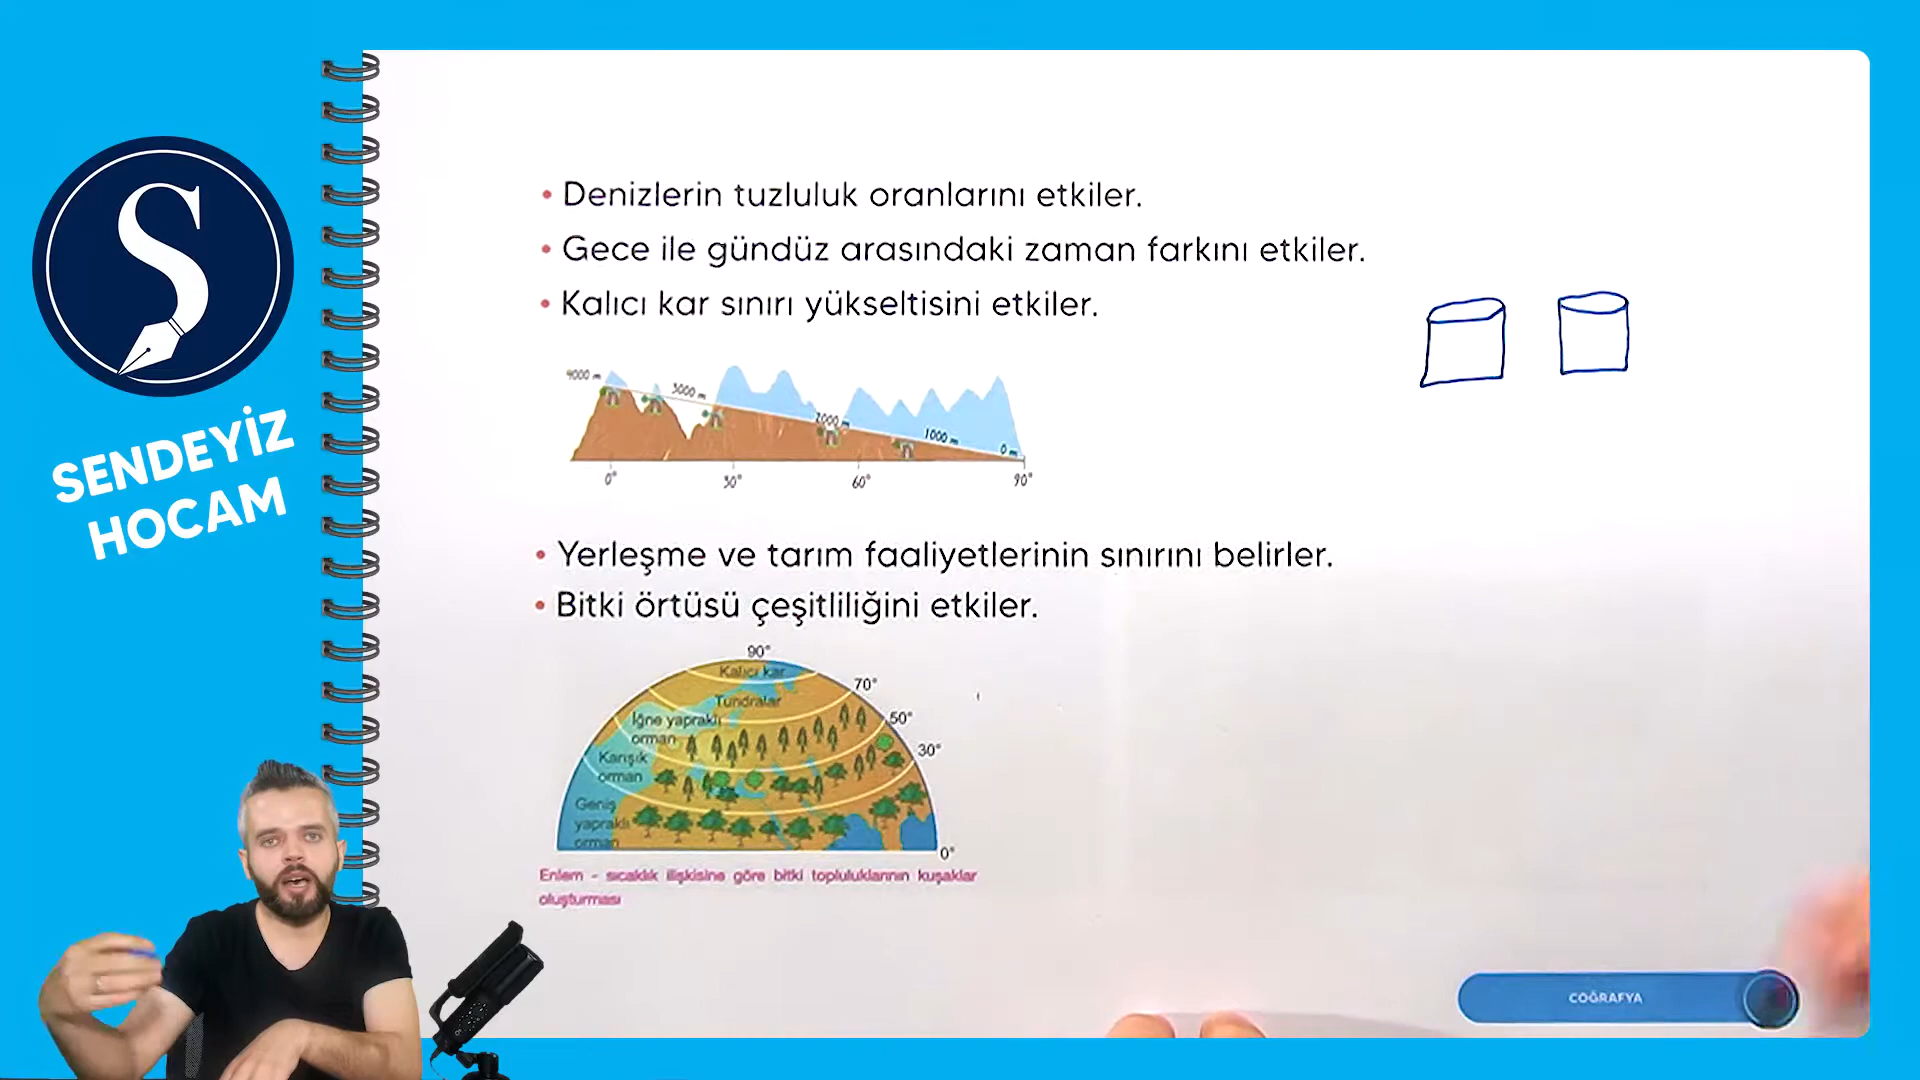 SENDEYİZ
HOCAM
• Denizlerin tuzluluk oranlarını etkiler.
• Gece ile gündüz arasındaki zaman farkını etkiler.
• Kalıcı kar sınırı yükseltisini etkiler.
4000 m
3000 m
2000 m
1000 m
0 m
0° 30° 60° 90°
• Yerleşme ve tarım faaliyetlerinin sınırını belirler.
• Bitki örtüsü çeşitliliğini etkiler.
90°
Kalıcı kar
70°
Tundralar
50°
İğne yapraklı
orman
30°
Karışık
orman
Geniş
yapraklı
orman
0°
Enlem - sıcaklık ilişkisine göre bitki topluluklarının kuşaklar
oluşturması
COĞRAFYA